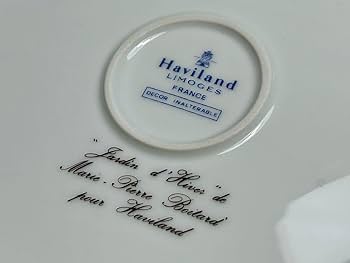 Haviland
LIMOGES
FRANCE
DECOR INALTERABLE
"Jardin d'Hiver" de
Marie-Pierre Boitard
pour Haviland